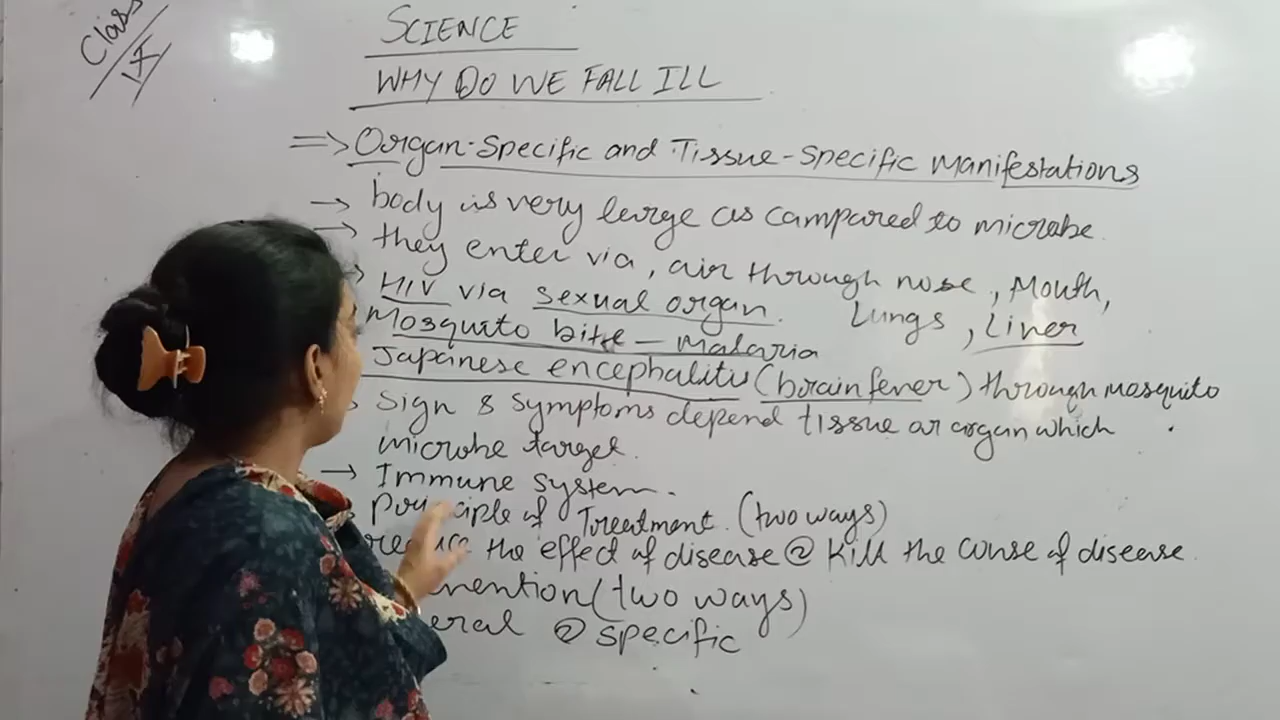 Class
IX
SCIENCE
WHY DO WE FALL ILL
=> Organ-Specific and Tissue-Specific Manifestations
→ body is very large as campared to microbe.
→ they enter via, air through nose, Mouth,
HIV via sexual organ. Lungs, Liver
Mosquito bite – Malaria
Japanese encephalitis (brain fever) through mosquito
Sign & Symptoms depend tissue or organ which
microbe target.
→ Immune System.
of Treatment. (two ways)
the effect of disease ② Kill the cause of disease.
(two ways)
② specific